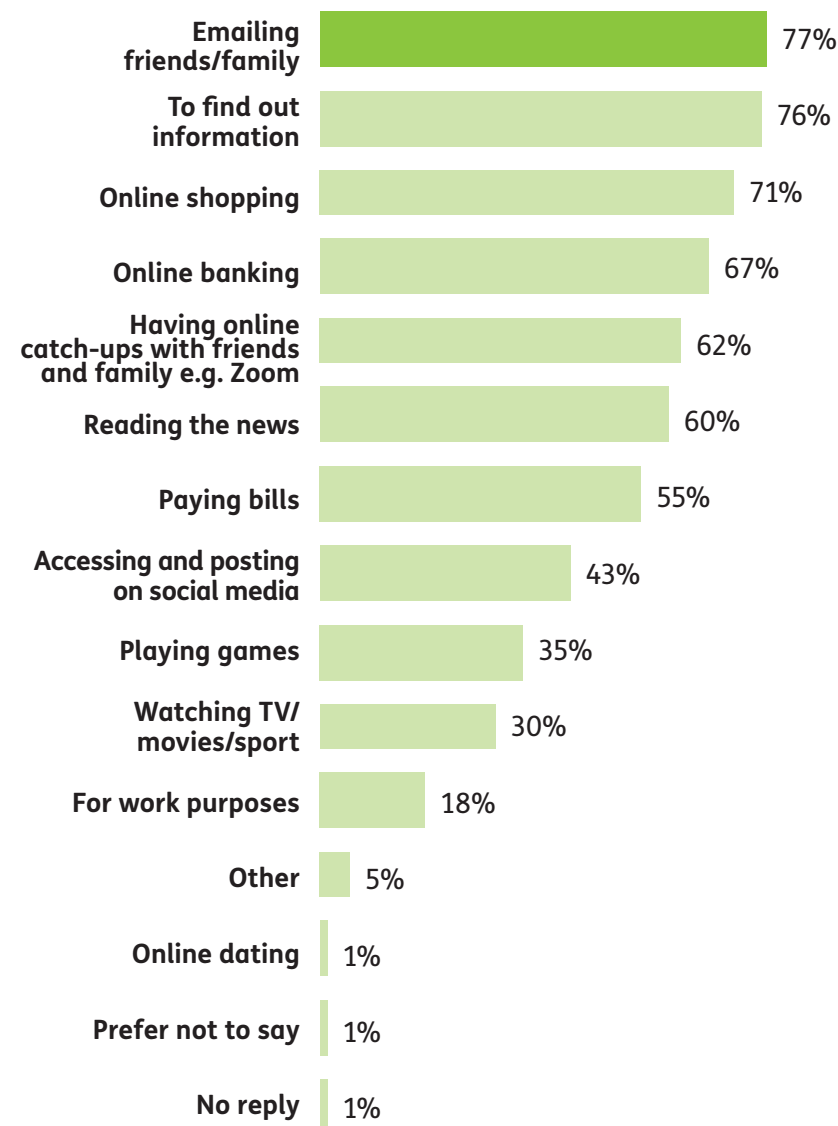 Emailing
friends/family
77%
To find out
information
76%
Online shopping
71%
Online banking
67%
Having online
catch-ups with friends
and family e.g. Zoom
62%
Reading the news
60%
Paying bills
55%
Accessing and posting
on social media
43%
Playing games
35%
Watching TV/
movies/sport
30%
For work purposes
18%
Other
5%
Online dating
1%
Prefer not to say
1%
No reply
1%